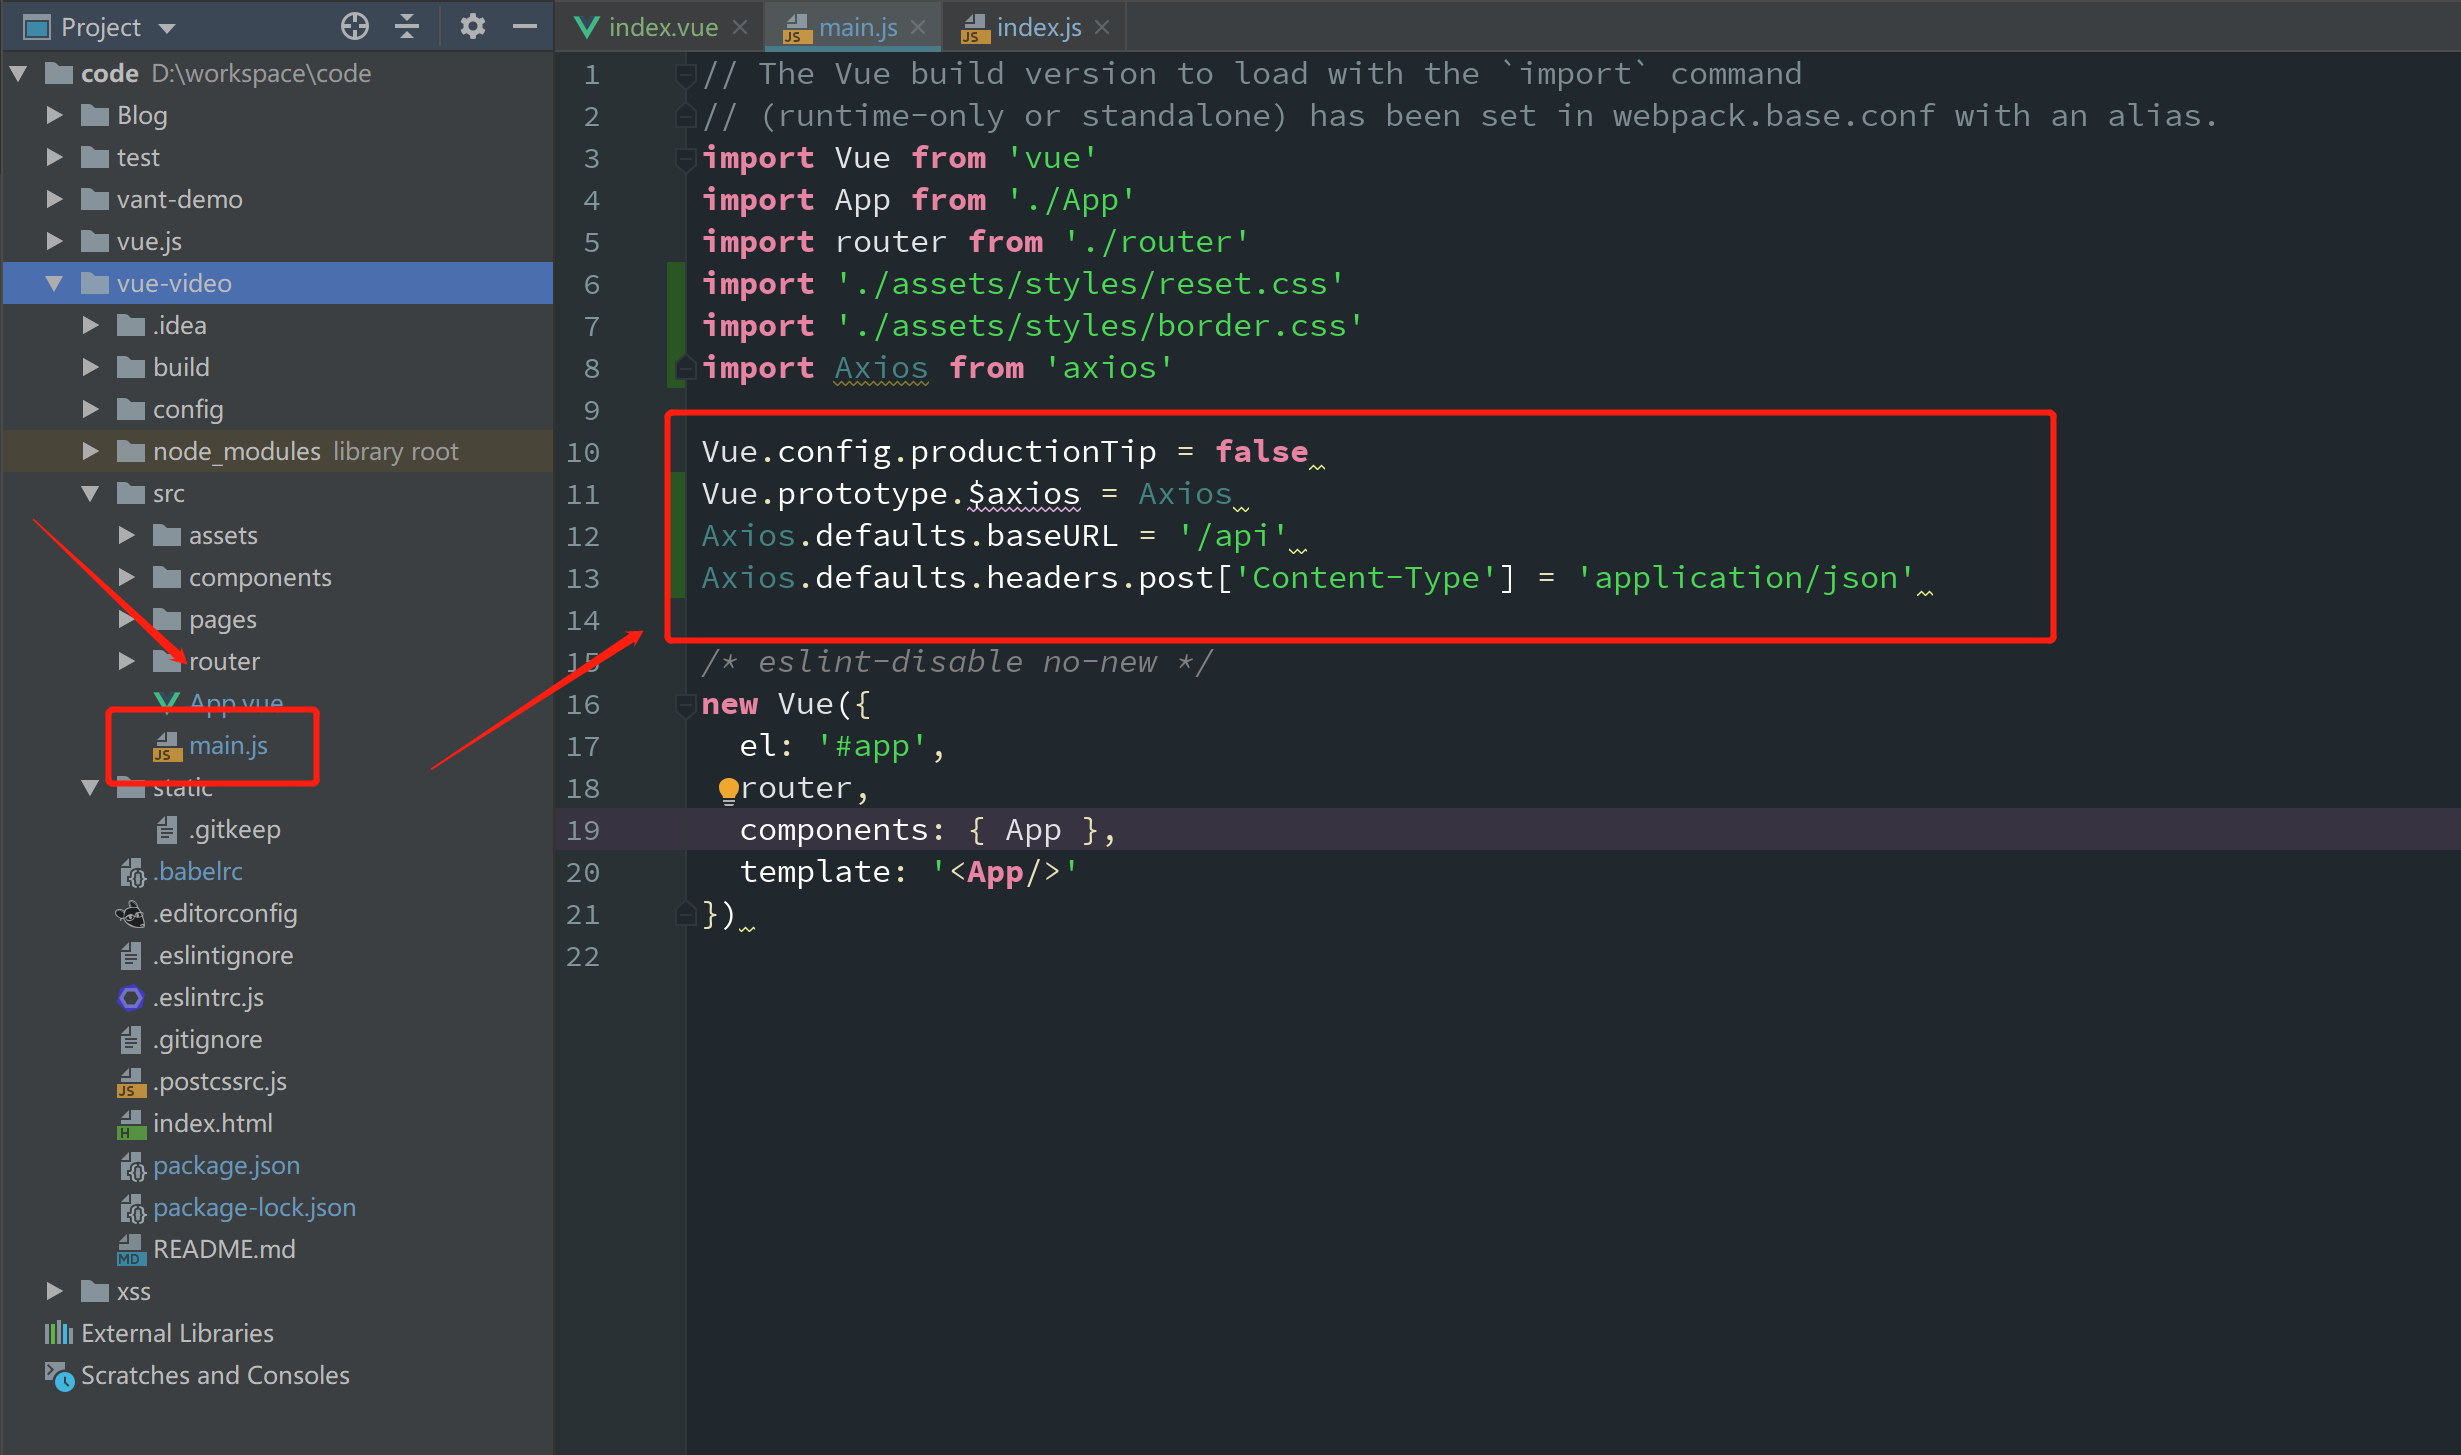 Project
code D:\workspace\code
Blog
test
vant-demo
vue.js
vue-video
.idea
build
config
node_modules library root
src
assets
components
pages
router
App.vue
main.js
static
.gitkeep
.babelrc
.editorconfig
.eslintignore
.eslintrc.js
.gitignore
.postcssrc.js
index.html
package.json
package-lock.json
README.md
xss
External Libraries
Scratches and Consoles
index.vue
main.js
index.js
1 // The Vue build version to load with the `import` command
2 // (runtime-only or standalone) has been set in webpack.base.conf with an alias.
3 import Vue from 'vue'
4 import App from './App'
5 import router from './router'
6 import './assets/styles/reset.css'
7 import './assets/styles/border.css'
8 import Axios from 'axios'
9
10 Vue.config.productionTip = false
11 Vue.prototype.$axios = Axios
12 Axios.defaults.baseURL = '/api'
13 Axios.defaults.headers.post['Content-Type'] = 'application/json'
14
15 /* eslint-disable no-new */
16 new Vue({
17 el: '#app',
18 router,
19 components: { App },
20 template: '<App/>'
21 })
22